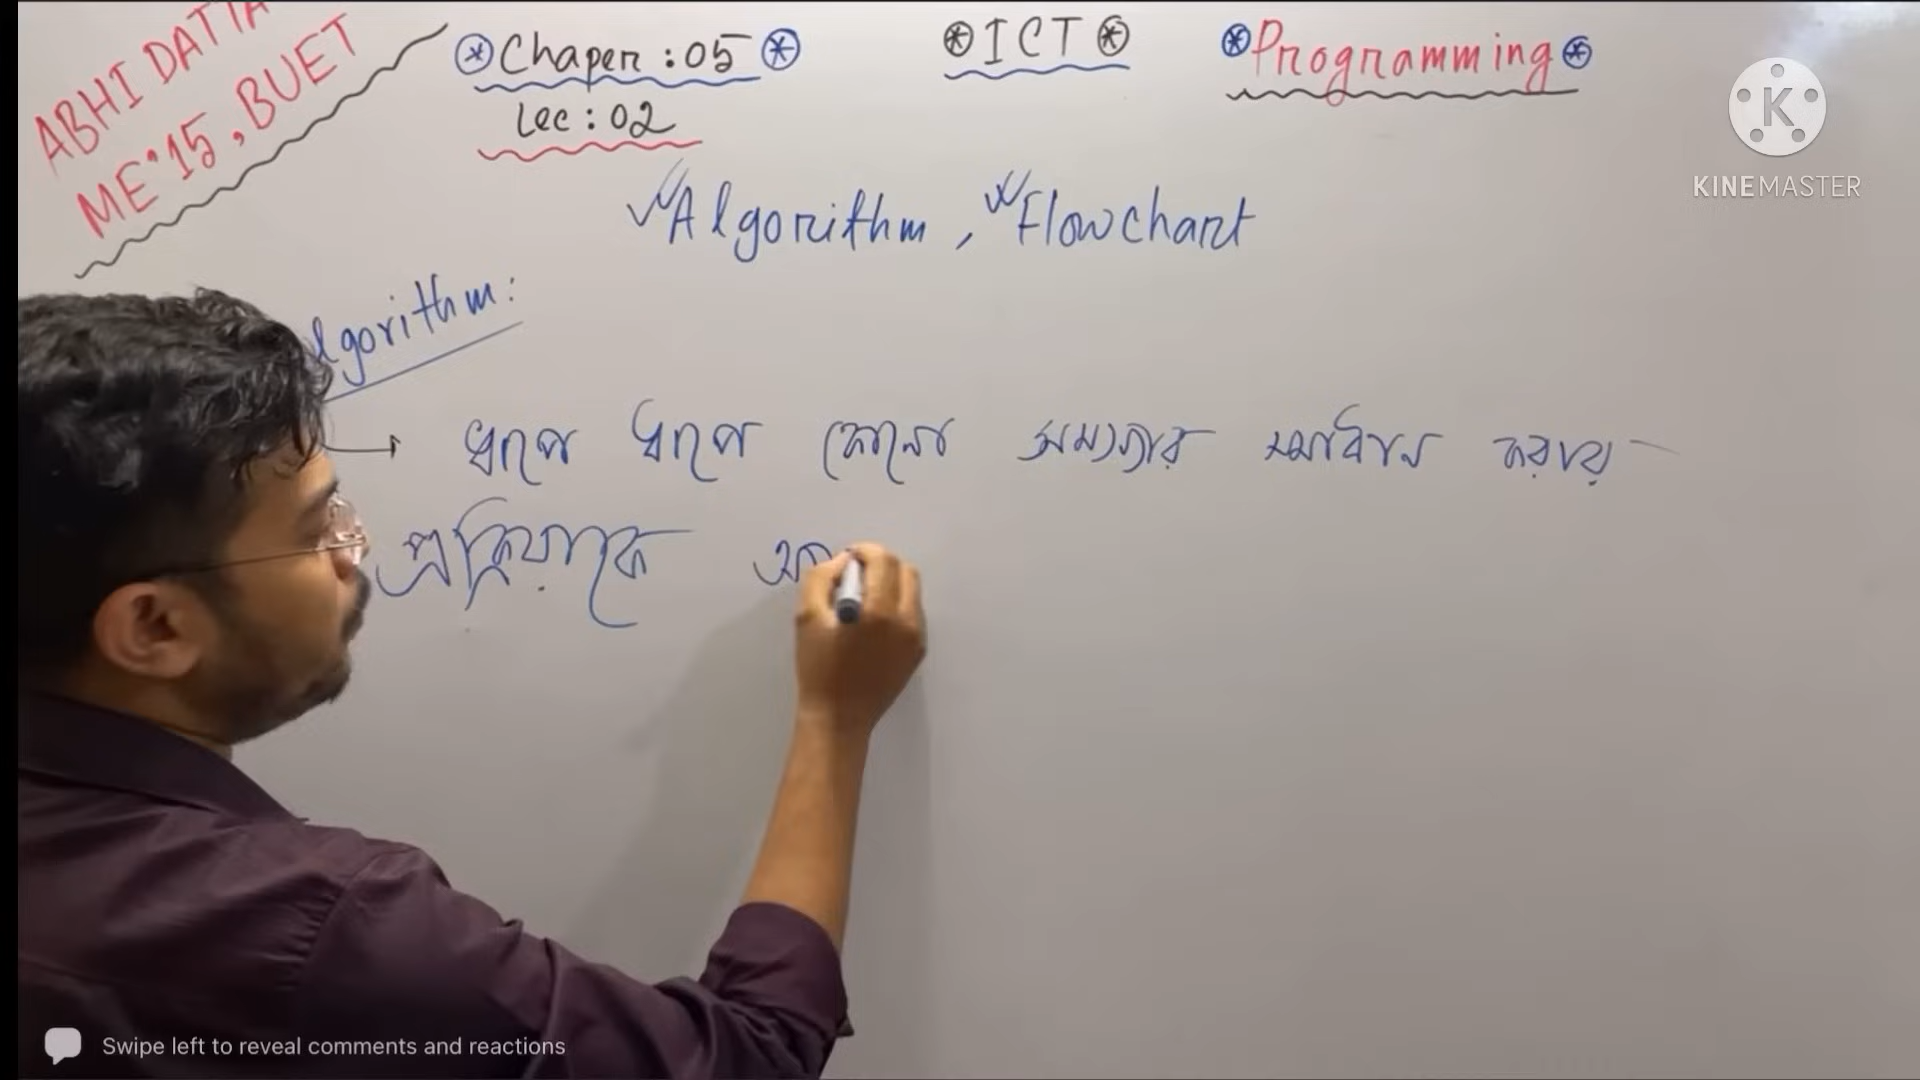 ABHI DATTA
ME'15, BUET
Chaper : 05
ICT
Programming
Lec : 02
Algorithm, Flowchart
lgorithm:
ধাপে ধাপে কোনো সমস্যার সমাধান করার
প্রক্রিয়াকে
K
KINEMASTER
Swipe left to reveal comments and reactions